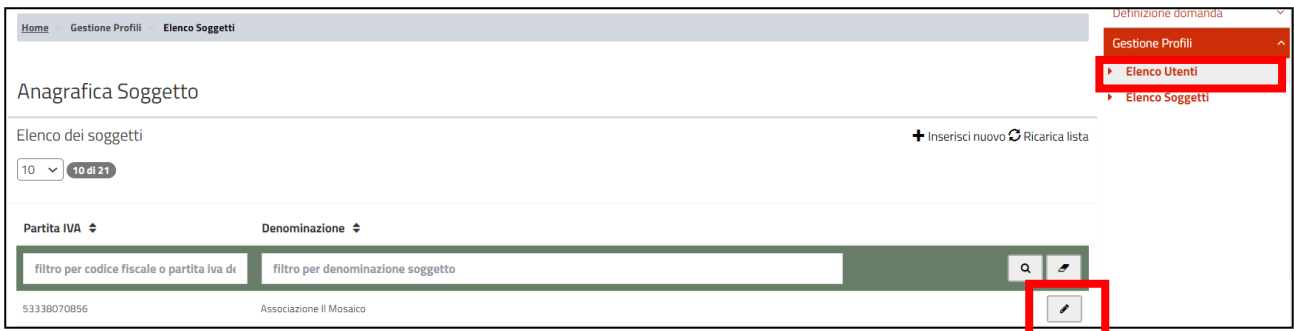 Home Gestione Profili Elenco Soggetti
Anagrafica Soggetto
Elenco dei soggetti
Inserisci nuovo Ricarica lista
10 10 di 21
Partita IVA Denominazione
filtro per codice fiscale o partita iva de filtro per denominazione soggetto
53338070856 Associazione Il Mosaico
Definizione domanda
Gestione Profili
Elenco Utenti
Elenco Soggetti